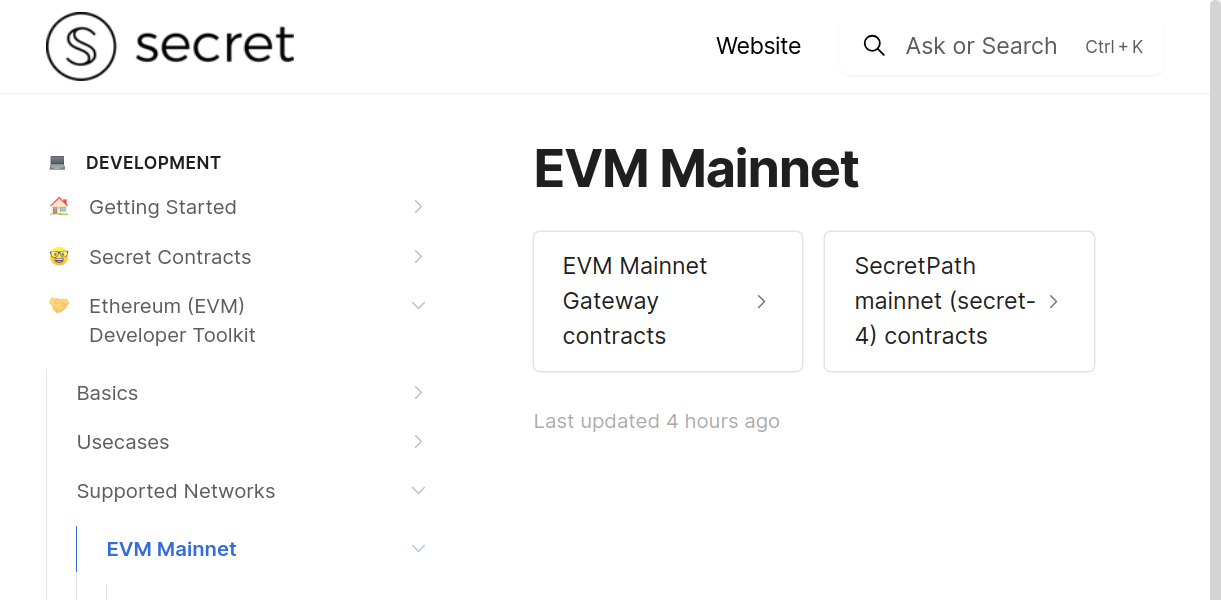 secret
Website
Ask or Search
Ctrl + K
DEVELOPMENT
Getting Started
Secret Contracts
Ethereum (EVM)
Developer Toolkit
Basics
Usecases
Supported Networks
EVM Mainnet
EVM Mainnet
EVM Mainnet
Gateway
contracts
SecretPath
mainnet (secret-
4) contracts
Last updated 4 hours ago